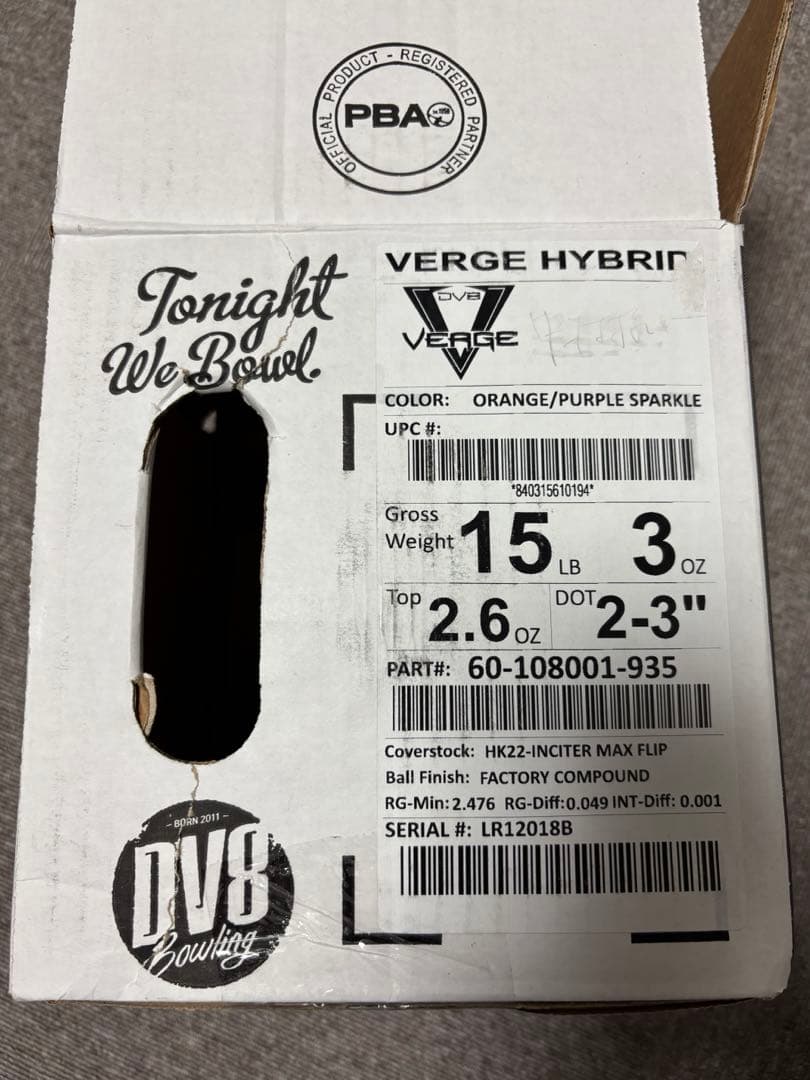 OFFICIAL PRODUCT - REGISTERED PARTNER
PBA
Tonight
We Bowl.
VERGE HYBRID
DV8
VERGE
COLOR: ORANGE/PURPLE SPARKLE
UPC #:
*840315610194*
Gross Weight 15 LB 3 OZ
Top 2.6 OZ DOT 2-3"
PART#: 60-108001-935
Coverstock: HK22-INCITER MAX FLIP
Ball Finish: FACTORY COMPOUND
RG-Min: 2.476 RG-Diff: 0.049 INT-Diff: 0.001
SERIAL #: LR12018B
- BORN 2011 -
DV8
Bowling